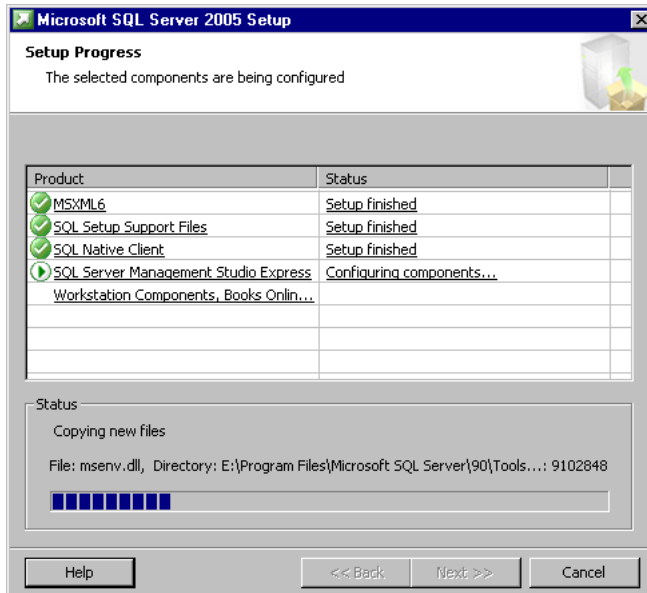 Microsoft SQL Server 2005 Setup
Setup Progress
The selected components are being configured
Product Status
MSXML6 Setup finished
SQL Setup Support Files Setup finished
SQL Native Client Setup finished
SQL Server Management Studio Express Configuring components...
Workstation Components, Books Onlin...
Status
Copying new files
File: msenv.dll, Directory: E:\Program Files\Microsoft SQL Server\90\Tools...: 9102848
Help << Back Next >> Cancel